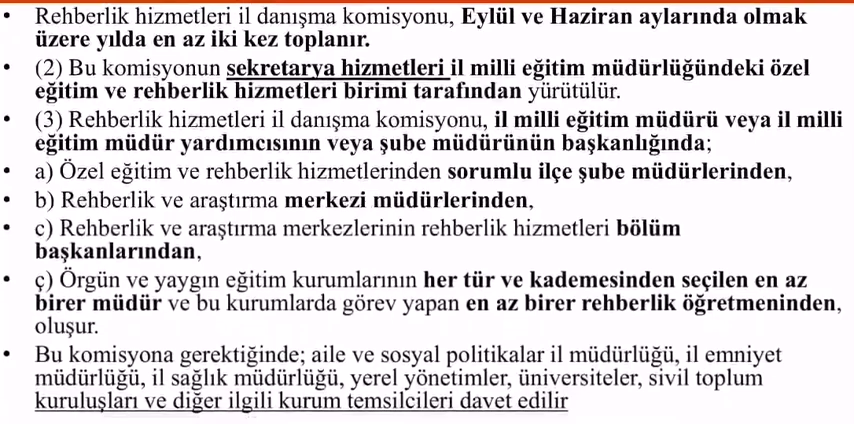 • Rehberlik hizmetleri il danışma komisyonu, Eylül ve Haziran aylarında olmak
üzere yılda en az iki kez toplanır.
• (2) Bu komisyonun sekretarya hizmetleri il milli eğitim müdürlüğündeki özel
eğitim ve rehberlik hizmetleri birimi tarafından yürütülür.
• (3) Rehberlik hizmetleri il danışma komisyonu, il milli eğitim müdürü veya il milli
eğitim müdür yardımcısının veya şube müdürünün başkanlığında;
• a) Özel eğitim ve rehberlik hizmetlerinden sorumlu ilçe şube müdürlerinden,
• b) Rehberlik ve araştırma merkezi müdürlerinden,
• c) Rehberlik ve araştırma merkezlerinin rehberlik hizmetleri bölüm
başkanlarından,
• ç) Örgün ve yaygın eğitim kurumlarının her tür ve kademesinden seçilen en az
birer müdür ve bu kurumlarda görev yapan en az birer rehberlik öğretmeninden,
oluşur.
• Bu komisyona gerektiğinde; aile ve sosyal politikalar il müdürlüğü, il emniyet
müdürlüğü, il sağlık müdürlüğü, yerel yönetimler, üniversiteler, sivil toplum
kuruluşları ve diğer ilgili kurum temsilcileri davet edilir